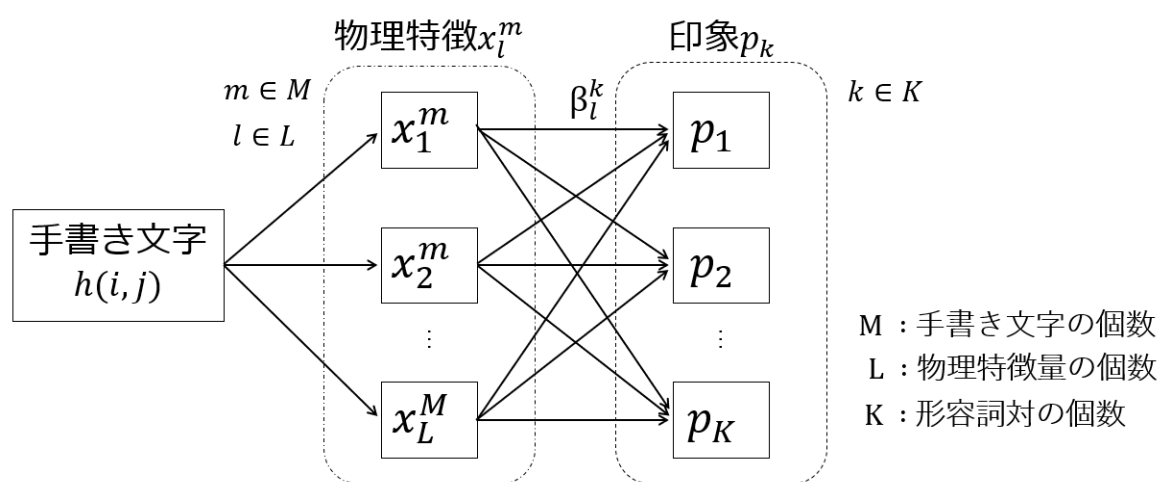 物理特徴x_l^m
印象p_k
m ∈ M
l ∈ L
β_l^k
k ∈ K
x_1^m
p_1
手書き文字
h(i, j)
x_2^m
p_2
⋮
⋮
x_L^M
p_K
M : 手書き文字の個数
L : 物理特徴量の個数
K : 形容詞対の個数